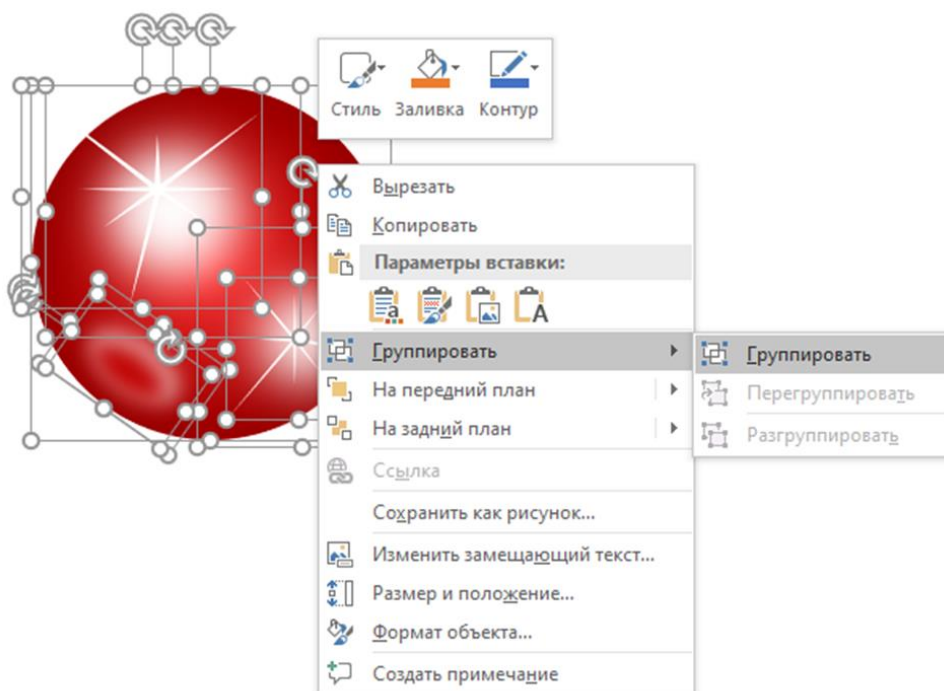 Стиль Заливка Контур
Вырезать
Копировать
Параметры вставки:
Группировать
Группировать
На передний план
Перегруппировать
На задний план
Разгруппировать
Ссылка
Сохранить как рисунок...
Изменить замещающий текст...
Размер и положение...
Формат объекта...
Создать примечание